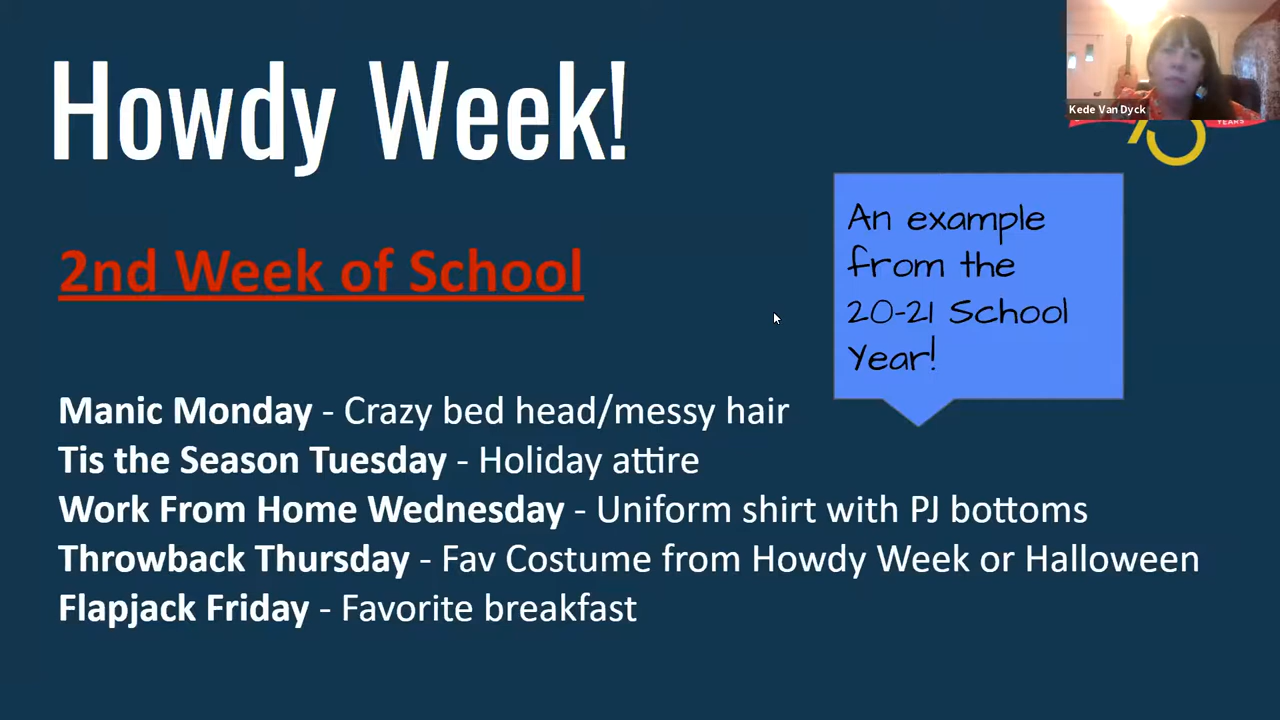 Howdy Week!
Kede Van Dyck
YEARS
2nd Week of School
An example
from the
20-21 School
Year!
Manic Monday - Crazy bed head/messy hair
Tis the Season Tuesday - Holiday attire
Work From Home Wednesday - Uniform shirt with PJ bottoms
Throwback Thursday - Fav Costume from Howdy Week or Halloween
Flapjack Friday - Favorite breakfast